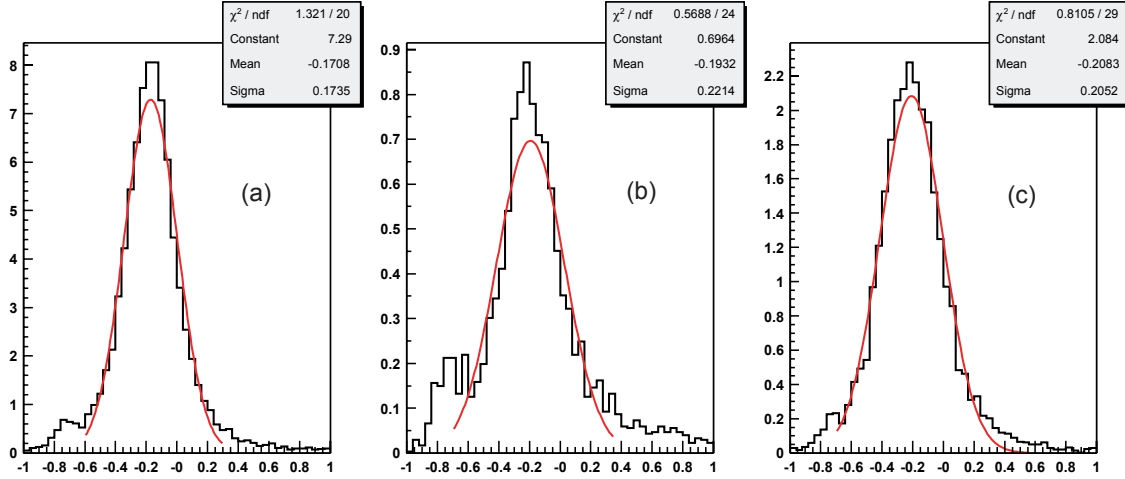 χ² / ndf 1.321 / 20
Constant 7.29
Mean -0.1708
Sigma 0.1735
8
7
6
5
4
3
2
1
0
-1 -0.8 -0.6 -0.4 -0.2 -0 0.2 0.4 0.6 0.8 1
(a)
χ² / ndf 0.5688 / 24
Constant 0.6964
Mean -0.1932
Sigma 0.2214
0.9
0.8
0.7
0.6
0.5
0.4
0.3
0.2
0.1
0
-1 -0.8 -0.6 -0.4 -0.2 -0 0.2 0.4 0.6 0.8 1
(b)
χ² / ndf 0.8105 / 29
Constant 2.084
Mean -0.2083
Sigma 0.2052
2.2
2
1.8
1.6
1.4
1.2
1
0.8
0.6
0.4
0.2
0
-1 -0.8 -0.6 -0.4 -0.2 -0 0.2 0.4 0.6 0.8 1
(c)